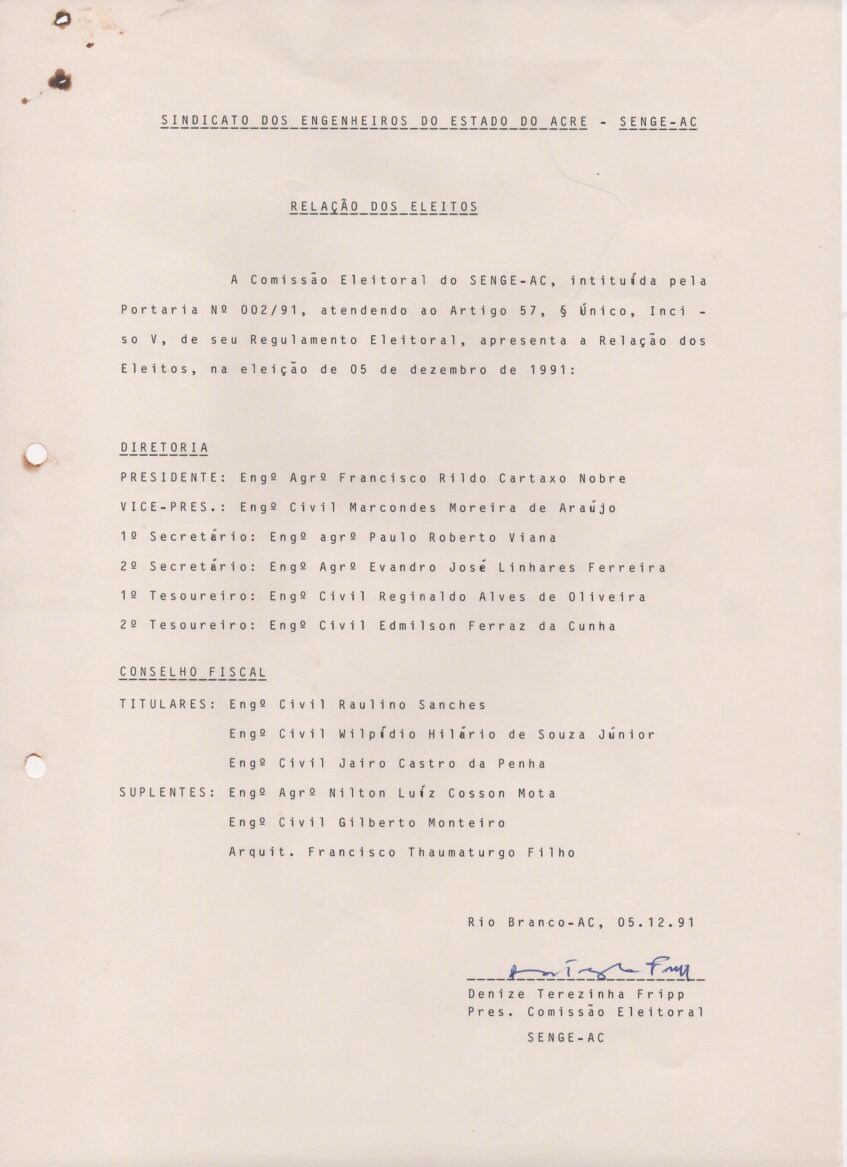 SINDICATO DOS ENGENHEIROS DO ESTADO DO ACRE - SENGE-AC
RELAÇÃO DOS ELEITOS
A Comissão Eleitoral do SENGE-AC, intituída pela
Portaria Nº 002/91, atendendo ao Artigo 57, § Único, Inci -
so V, de seu Regulamento Eleitoral, apresenta a Relação dos
Eleitos, na eleição de 05 de dezembro de 1991:
DIRETORIA
PRESIDENTE: Engº Agrº Francisco Rildo Cartaxo Nobre
VICE-PRES.: Engº Civil Marcondes Moreira de Araújo
1º Secretário: Engº agrº Paulo Roberto Viana
2º Secretário: Engº Agrº Evandro José Linhares Ferreira
1º Tesoureiro: Engº Civil Reginaldo Alves de Oliveira
2º Tesoureiro: Engº Civil Edmilson Ferraz da Cunha
CONSELHO FISCAL
TITULARES: Engº Civil Raulino Sanches
Engº Civil Wilpídio Hilário de Souza Júnior
Engº Civil Jairo Castro da Penha
SUPLENTES: Engº Agrº Nilton Luíz Cosson Mota
Engº Civil Gilberto Monteiro
Arquit. Francisco Thaumaturgo Filho
Rio Branco-AC, 05.12.91
Denize Terezinha Fripp
Pres. Comissão Eleitoral
SENGE-AC